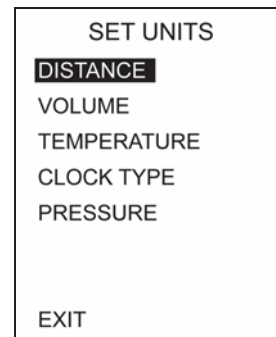 SET UNITS
DISTANCE
VOLUME
TEMPERATURE
CLOCK TYPE
PRESSURE
EXIT